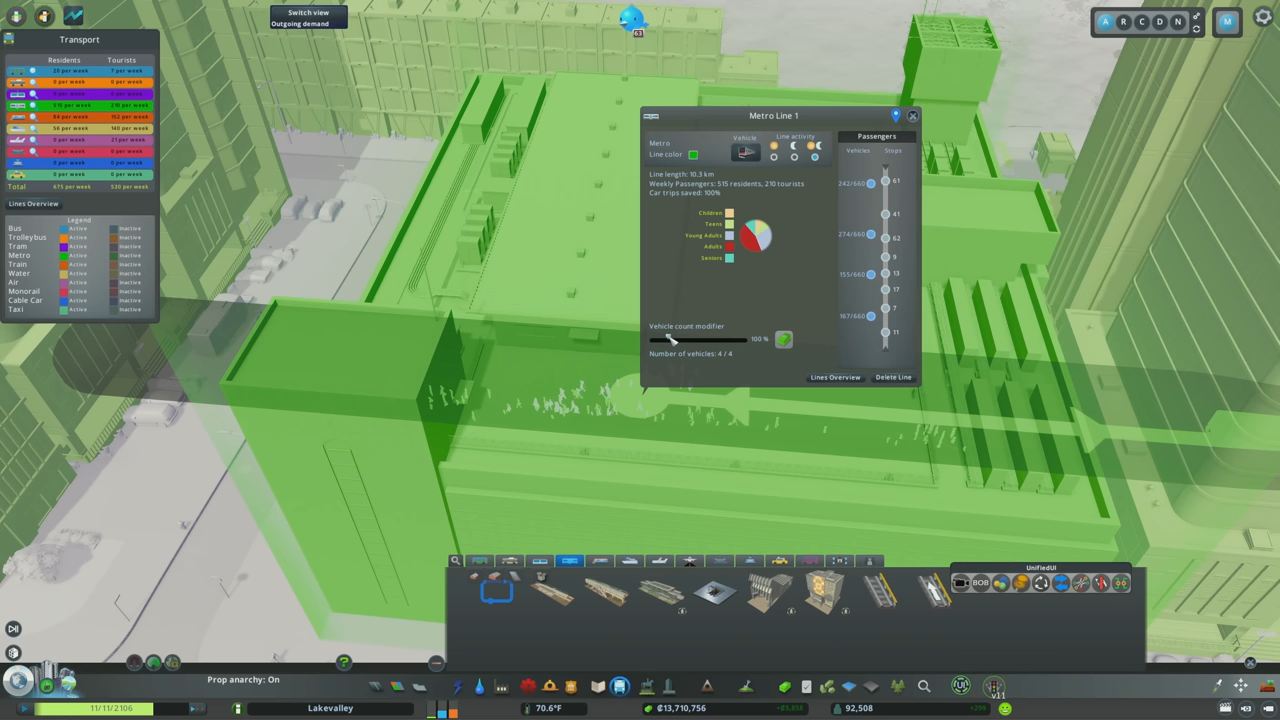 Switch view
Outgoing demand
63
A R C D N
M
Transport
Residents Tourists
20 per week 7 per week
0 per week 0 per week
0 per week 0 per week
515 per week 210 per week
84 per week 152 per week
56 per week 140 per week
0 per week 21 per week
0 per week 0 per week
0 per week 0 per week
0 per week 0 per week
Total 675 per week 530 per week
Lines Overview
Legend
Bus Active Inactive
Trolleybus Active Inactive
Tram Active Inactive
Metro Active Inactive
Train Active Inactive
Water Active Inactive
Air Active Inactive
Monorail Active Inactive
Cable Car Active Inactive
Taxi Active Inactive
Metro Line 1
Metro
Line color
Vehicle
Line activity
Line length: 10.3 km
Weekly Passengers: 515 residents, 210 tourists
Car trips saved: 100%
Children
Teens
Young Adults
Adults
Seniors
Vehicle count modifier
100 %
Number of vehicles: 4 / 4
Passengers
Vehicles Stops
61
242/660
41
274/660
62
9
155/660
13
17
7
167/660
11
Lines Overview Delete Line
UnifiedUI
BOB
Prop anarchy: On
UUI
v11
11/11/2106
Lakevalley
70.6°F
₡13,710,756
92,508